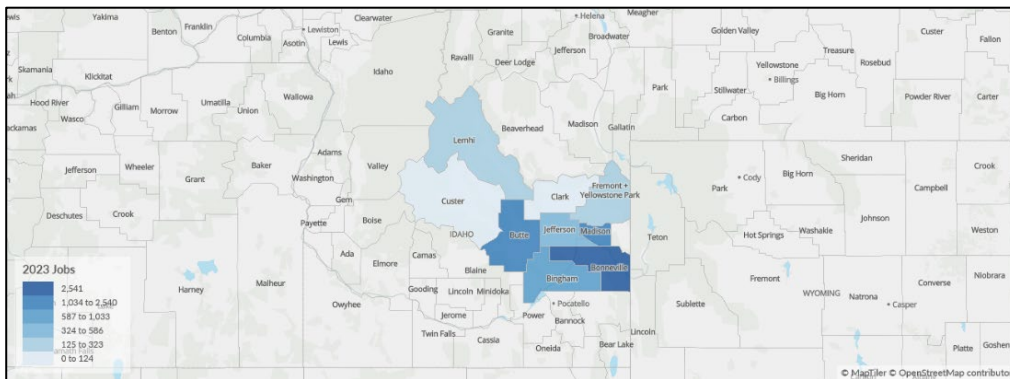 Yakima
Franklin
Clearwater
Helena
Meagher
Benton
Columbia
Asotin
Lewiston
Lewis
Granite
Broadwater
Golden Valley
Treasure
Custer
Fallon
Skamania
Klickitat
Wallowa
Idaho
Ravalli
Deer Lodge
Jefferson
Yellowstone
Rosebud
Hood River
Gilliam
Morrow
Umatilla
Union
Park
Stillwater
Billings
Big Horn
Powder River
Carter
Wasco
Beaverhead
Madison
Gallatin
Carbon
Jefferson
Wheeler
Grant
Baker
Adams
Valley
Lemhi
Sheridan
Crook
Washington
Gem
Custer
Clark
Fremont +
Yellowstone Park
Park
Cody
Big Horn
Campbell
Deschutes
Crook
Payette
Boise
IDAHO
Butte
Jefferson
Madison
Teton
Hot Springs
Washakie
Johnson
Weston
Ada
Elmore
Camas
Blaine
Bonneville
Bingham
Fremont
WYOMING
Natrona
Converse
Niobrara
2023 Jobs
2,541
1,034 to 2,540
587 to 1,033
324 to 586
125 to 323
0 to 124
Harney
Malheur
Owyhee
Gooding
Lincoln
Minidoka
Jerome
Twin Falls
Cassia
Power
Pocatello
Bannock
Oneida
Bear Lake
Lincoln
Sublette
Casper
Platte
Goshen
© MapTiler © OpenStreetMap contributor